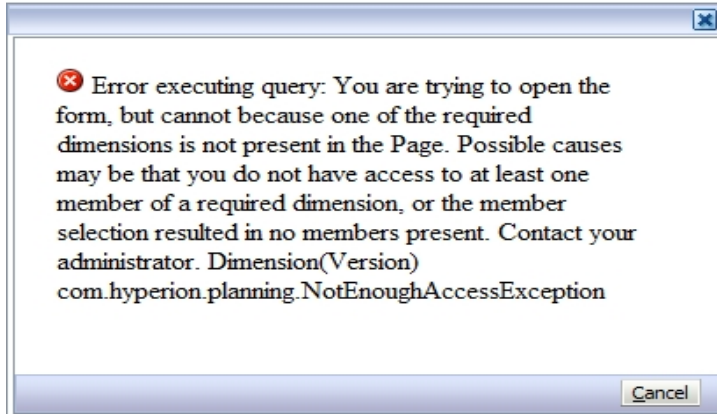 Error executing query: You are trying to open the
form, but cannot because one of the required
dimensions is not present in the Page. Possible causes
may be that you do not have access to at least one
member of a required dimension, or the member
selection resulted in no members present. Contact your
administrator. Dimension(Version)
com.hyperion.planning.NotEnoughAccessException
Cancel